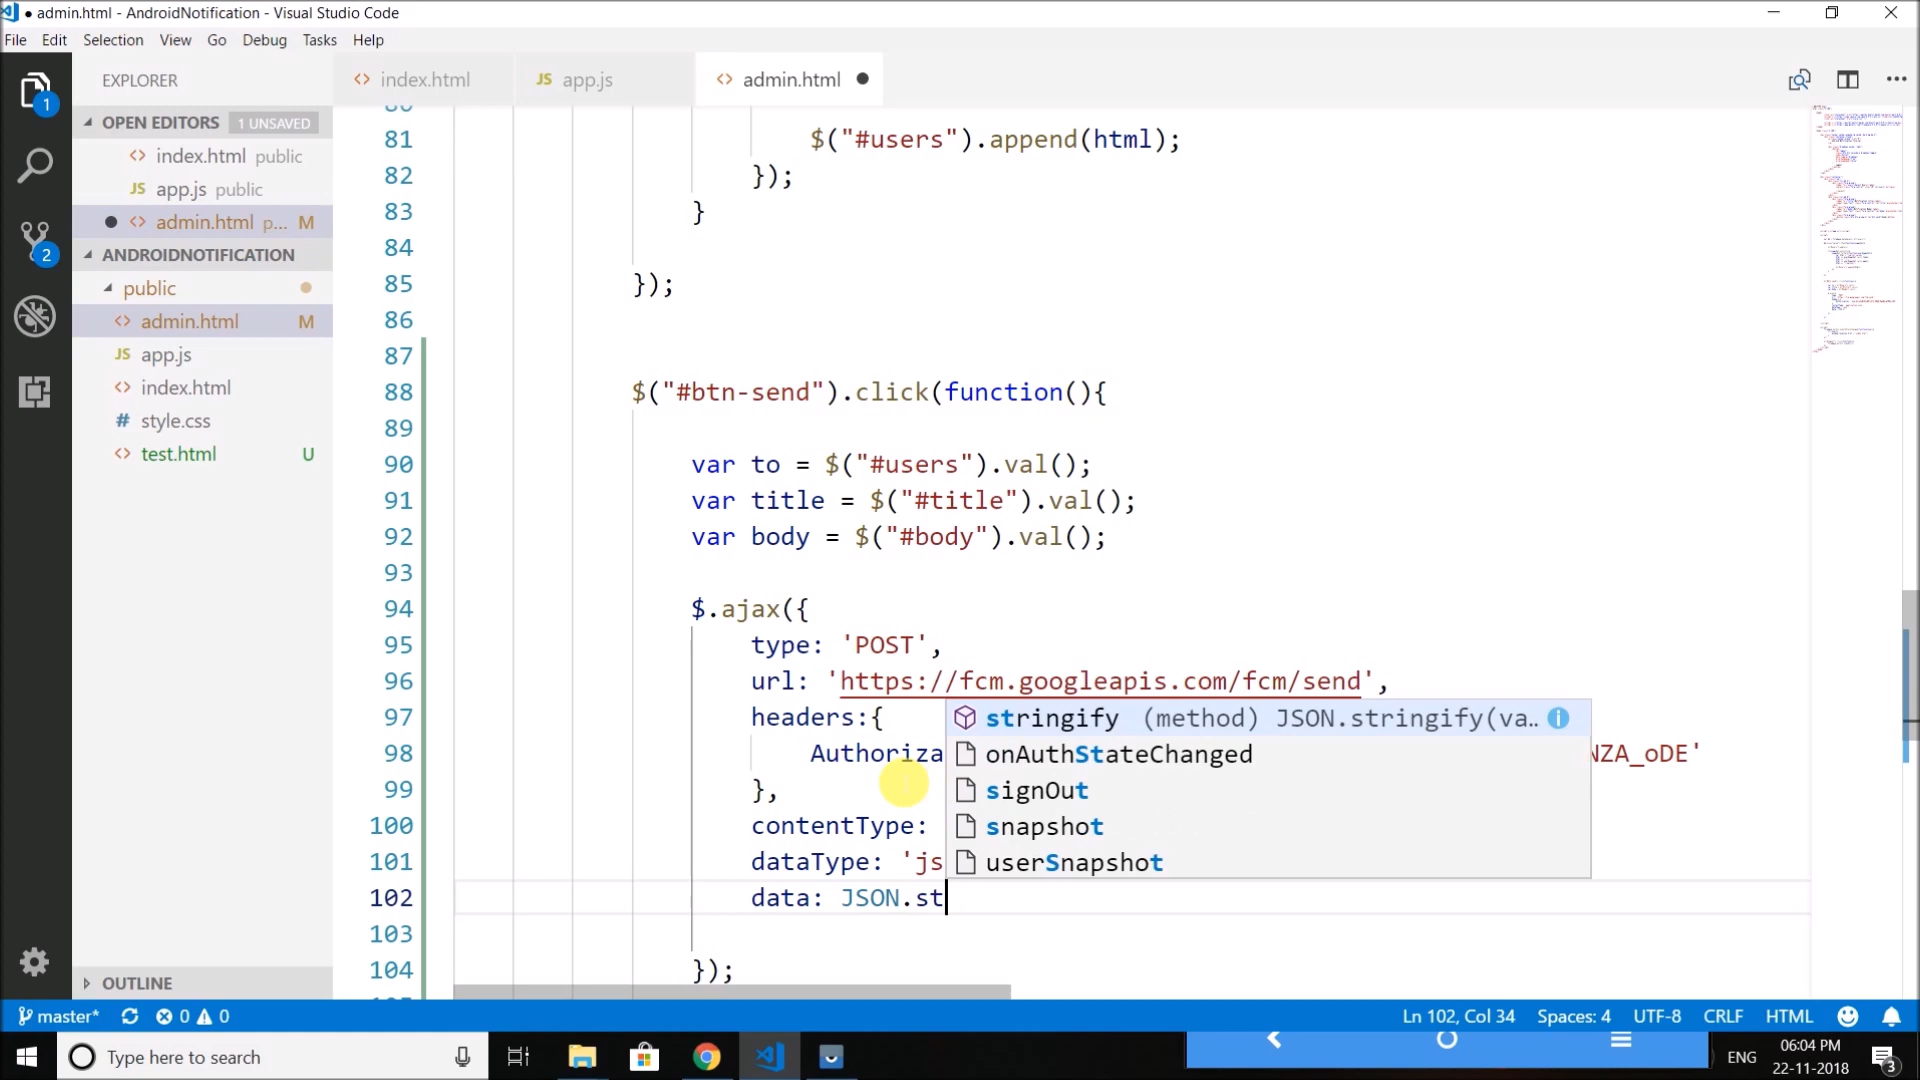 admin.html - AndroidNotification - Visual Studio Code
File Edit Selection View Go Debug Tasks Help
EXPLORER
index.html
JS app.js
admin.html
OPEN EDITORS 1 UNSAVED
index.html public
JS app.js public
admin.html p... M
ANDROIDNOTIFICATION
public
admin.html M
JS app.js
index.html
# style.css
test.html U
OUTLINE
1
2
81 $("#users").append(html);
82 });
83 }
84
85 });
86
87
88 $("#btn-send").click(function(){
89
90 var to = $("#users").val();
91 var title = $("#title").val();
92 var body = $("#body").val();
93
94 $.ajax({
95 type: 'POST',
96 url: 'https://fcm.googleapis.com/fcm/send',
97 headers:{
98 Authoriza NZA_oDE'
99 },
100 contentType:
101 dataType: 'js
102 data: JSON.st
103
104 });
stringify (method) JSON.stringify(va..
onAuthStateChanged
signOut
snapshot
userSnapshot
master* 0 0 Ln 102, Col 34 Spaces: 4 UTF-8 CRLF HTML
Type here to search
ENG
06:04 PM
22-11-2018
3